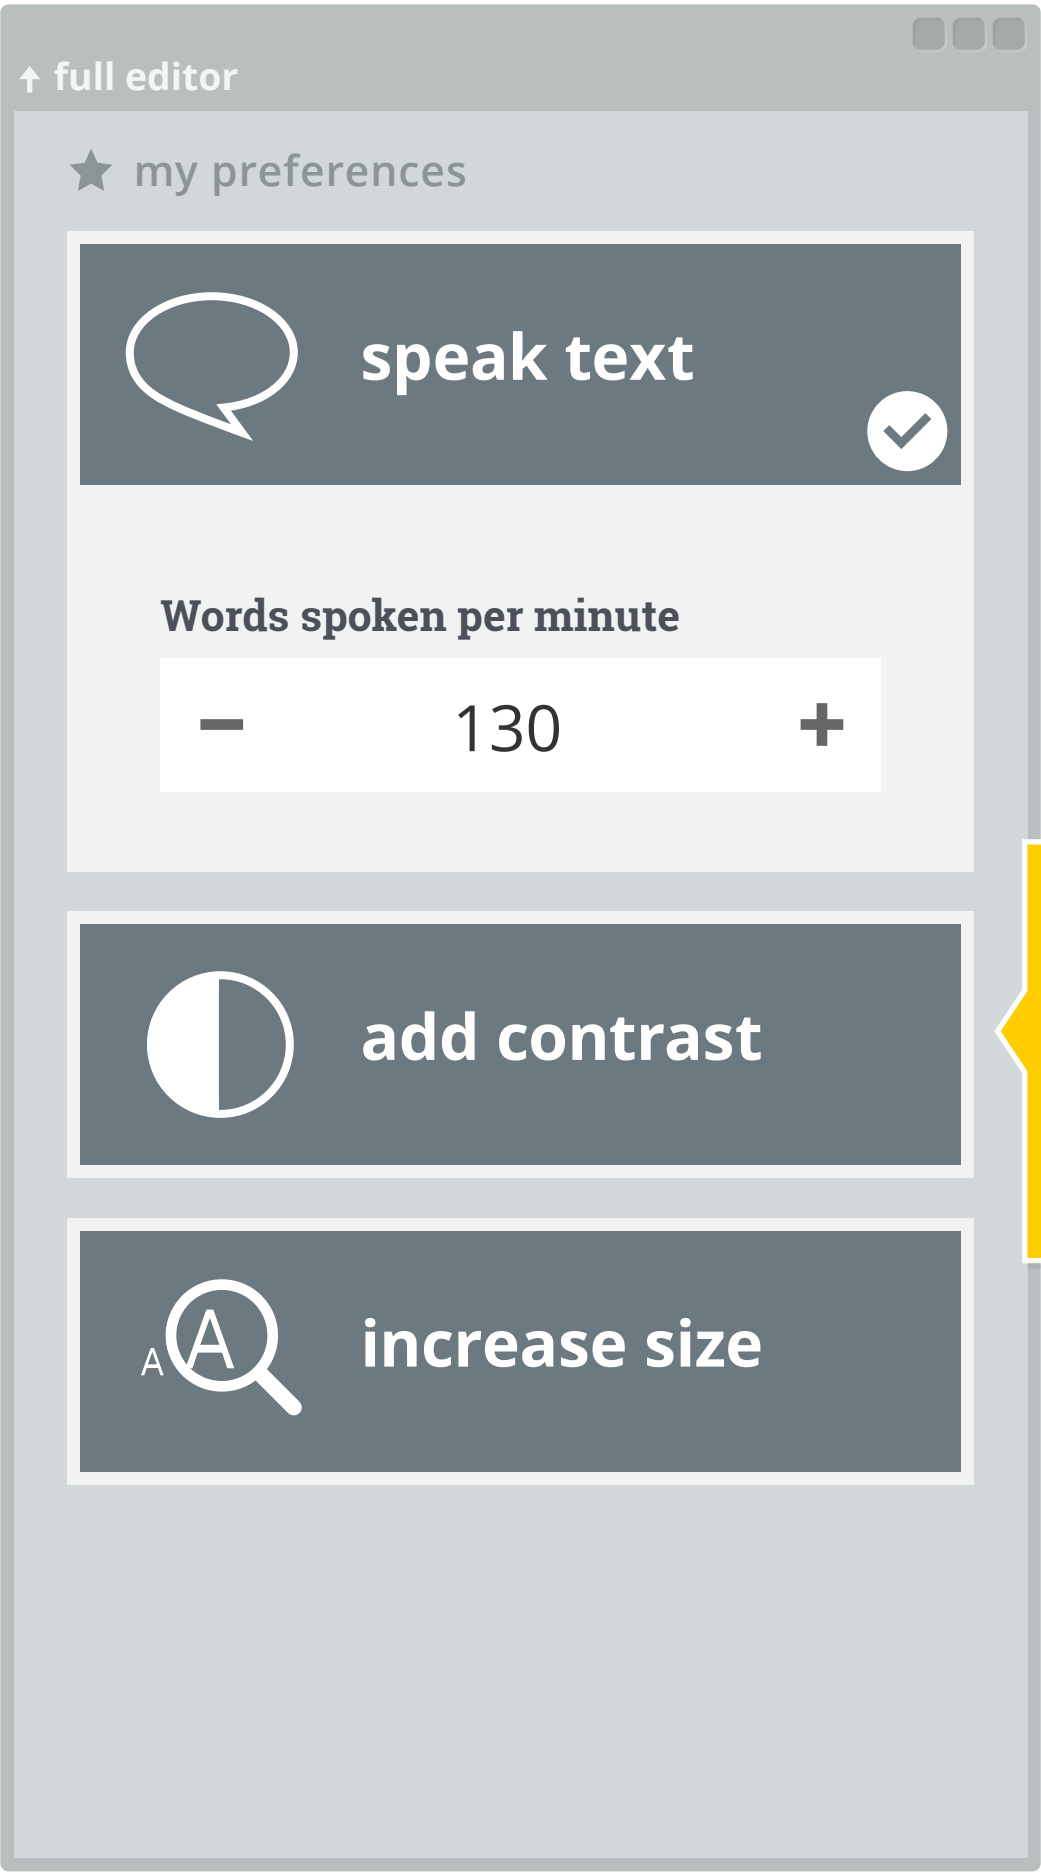 full editor
my preferences
speak text
Words spoken per minute
130
add contrast
A A
increase size